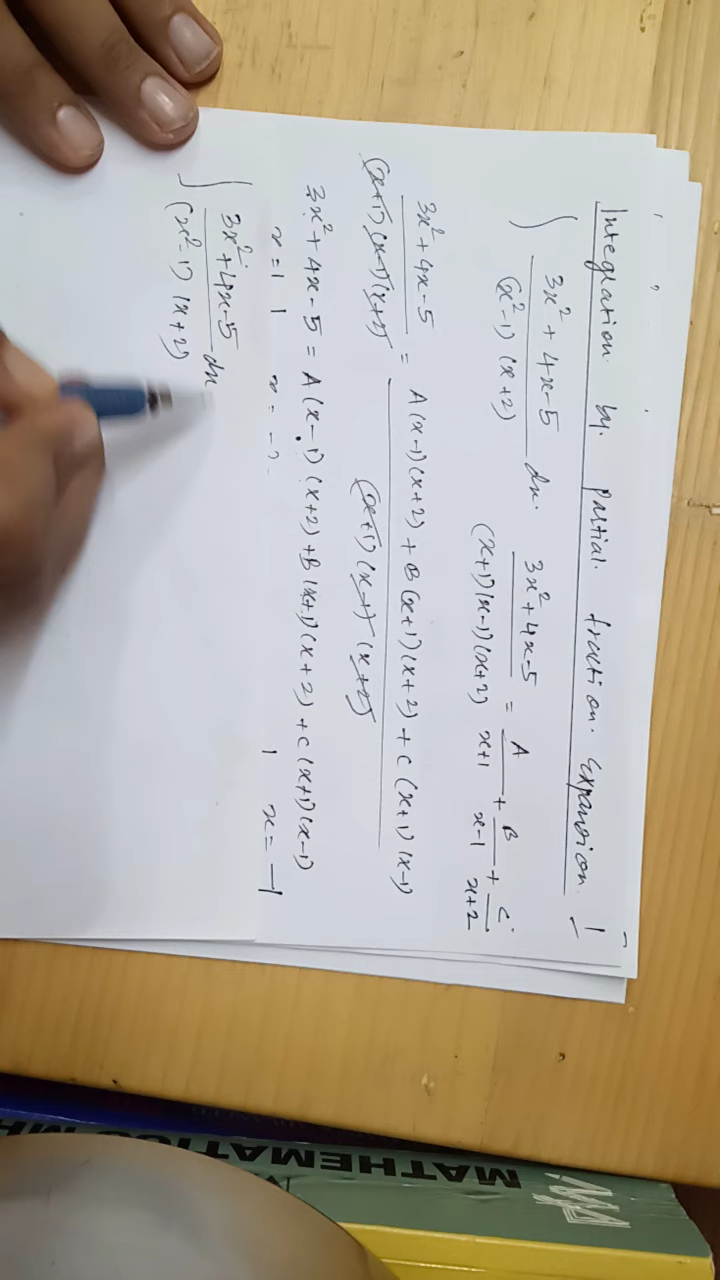 Integration by. Partial. fraction. Expansion !
∫ 3x² + 4x-5 / (x²-1) (x+2) dx. 3x² + 4x-5 / (x+1)(x-1)(x+2) = A / x+1 + B / x-1 + C / x+2
3x² + 4x-5 / (x+1)(x-1)(x+2) = A(x-1)(x+2) + B(x+1)(x+2) + C(x+1)(x-1) / (x+1)(x-1)(x+2)
3x² + 4x-5 = A(x-1)(x+2) + B(x+1)(x+2) + C(x+1)(x-1)
x=1 1 x=-2 1 x=-1
∫ 3x² + 4x-5 / (x²-1) (x+2) dx
MATHEMATICS